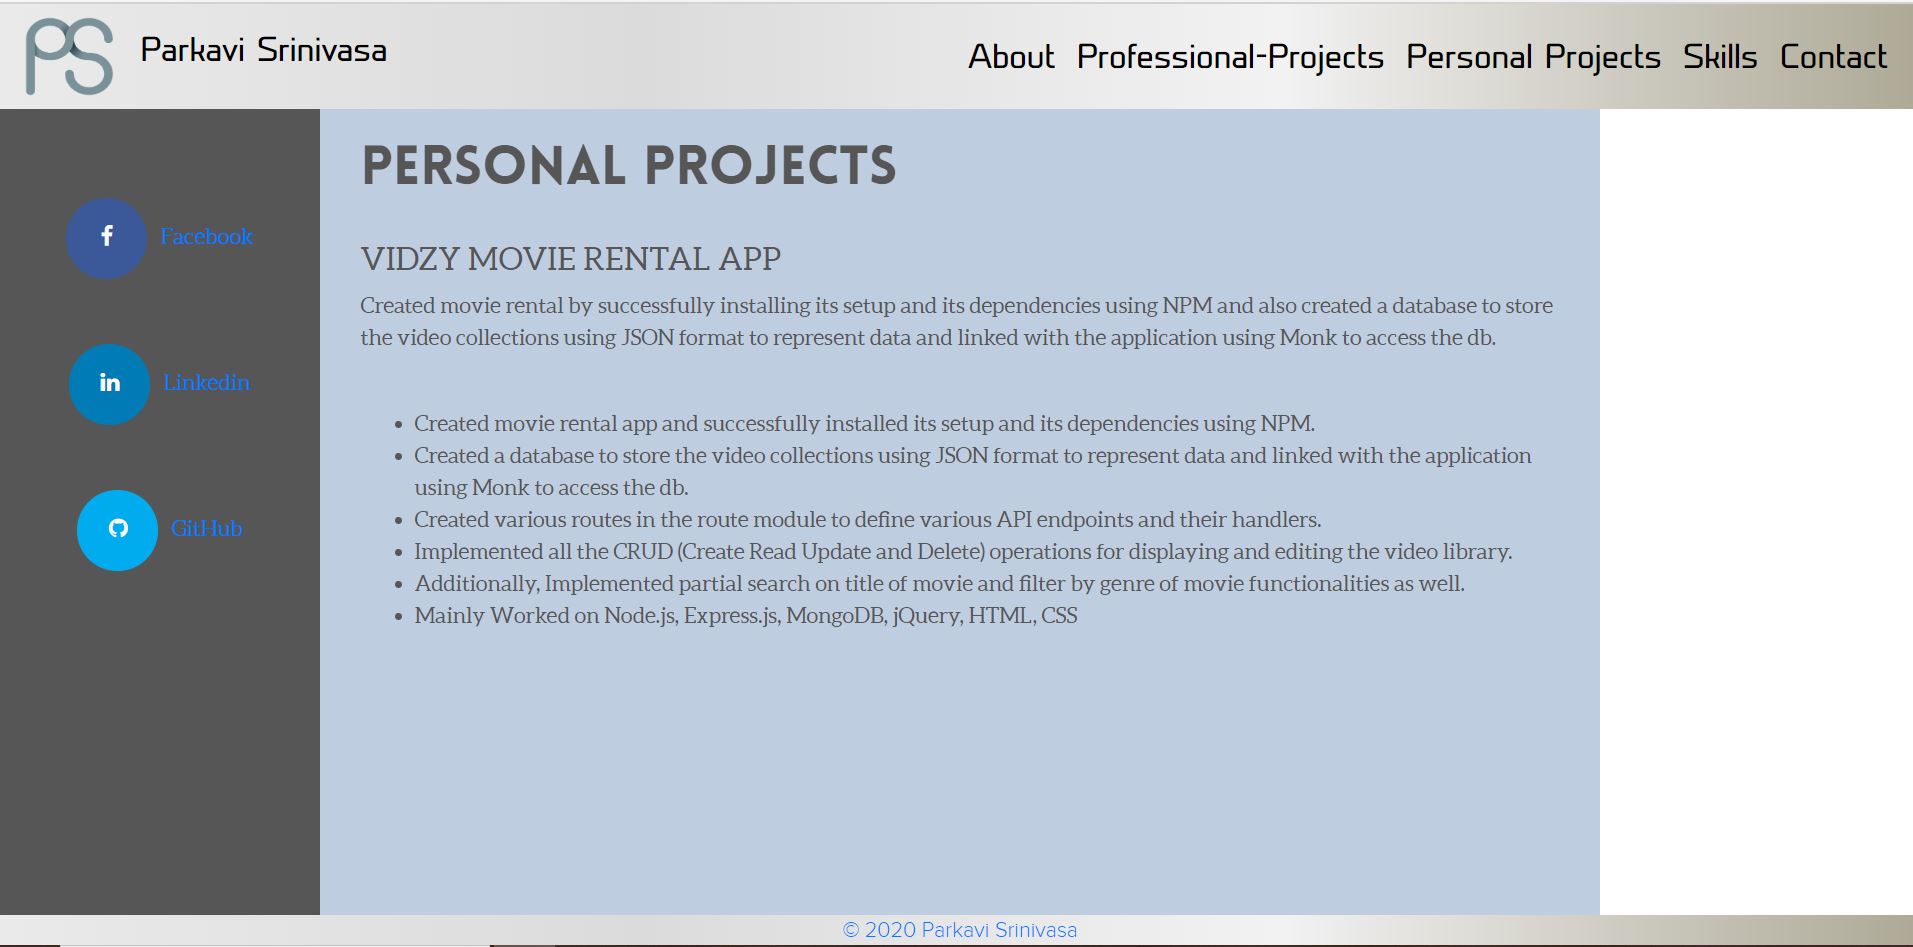 PS
Parkavi Srinivasa
About Professional-Projects Personal Projects Skills Contact
f Facebook
in Linkedin
GitHub
PERSONAL PROJECTS
VIDZY MOVIE RENTAL APP
Created movie rental by successfully installing its setup and its dependencies using NPM and also created a database to store
the video collections using JSON format to represent data and linked with the application using Monk to access the db.
• Created movie rental app and successfully installed its setup and its dependencies using NPM.
• Created a database to store the video collections using JSON format to represent data and linked with the application
using Monk to access the db.
• Created various routes in the route module to define various API endpoints and their handlers.
• Implemented all the CRUD (Create Read Update and Delete) operations for displaying and editing the video library.
• Additionally, Implemented partial search on title of movie and filter by genre of movie functionalities as well.
• Mainly Worked on Node.js, Express.js, MongoDB, jQuery, HTML, CSS
© 2020 Parkavi Srinivasa